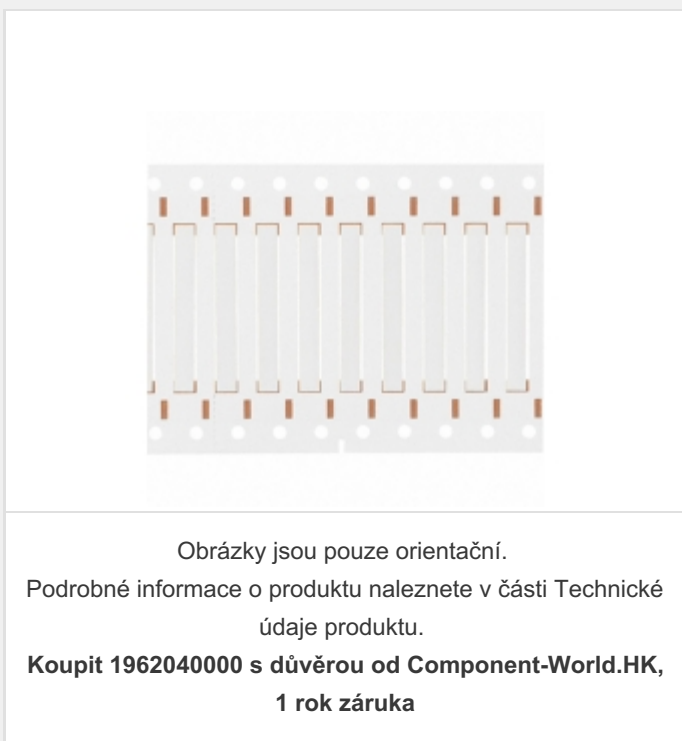 Obrázky jsou pouze orientační.
Podrobné informace o produktu naleznete v části Technické
údaje produktu.
Koupit 1962040000 s důvěrou od Component-World.HK,
1 rok záruka